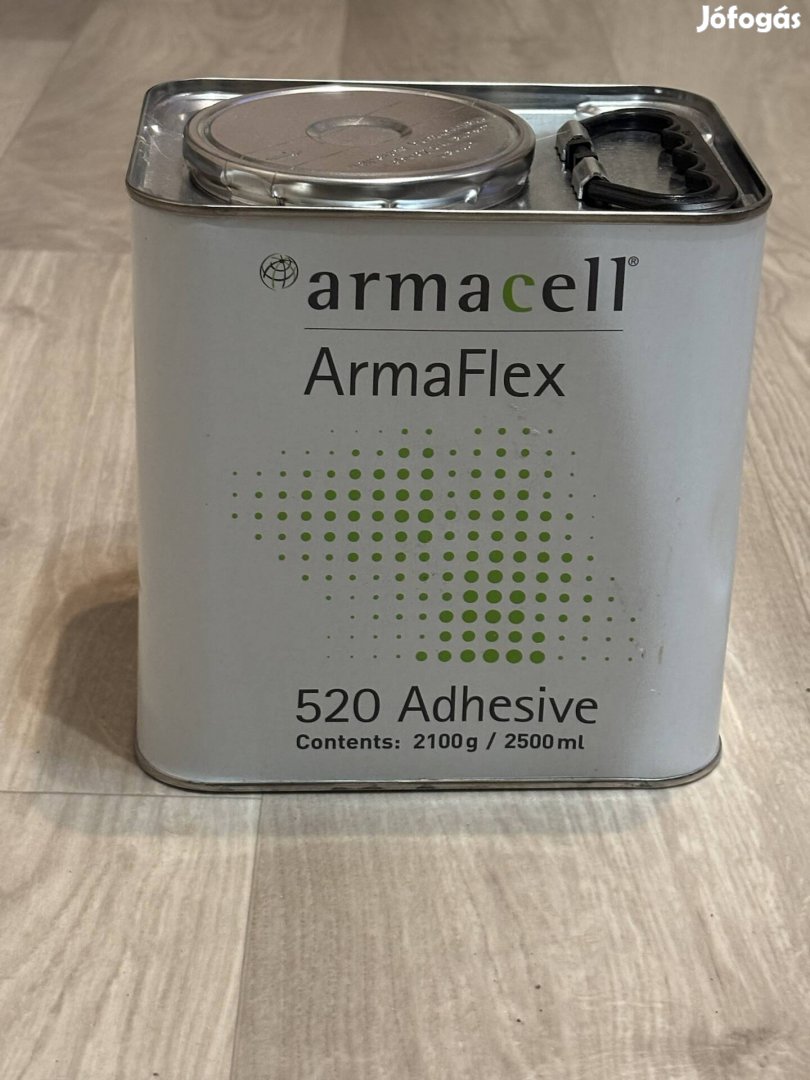 Jófogás
armacell®
ArmaFlex
520 Adhesive
Contents: 2100g / 2500ml